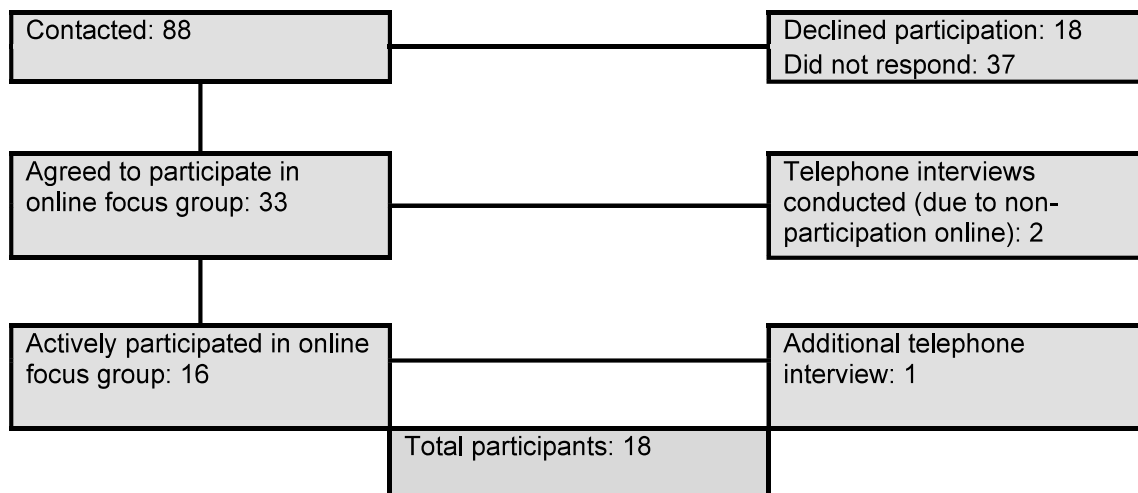 Contacted: 88
Declined participation: 18
Did not respond: 37
Agreed to participate in
online focus group: 33
Telephone interviews
conducted (due to non-
participation online): 2
Actively participated in online
focus group: 16
Additional telephone
interview: 1
Total participants: 18